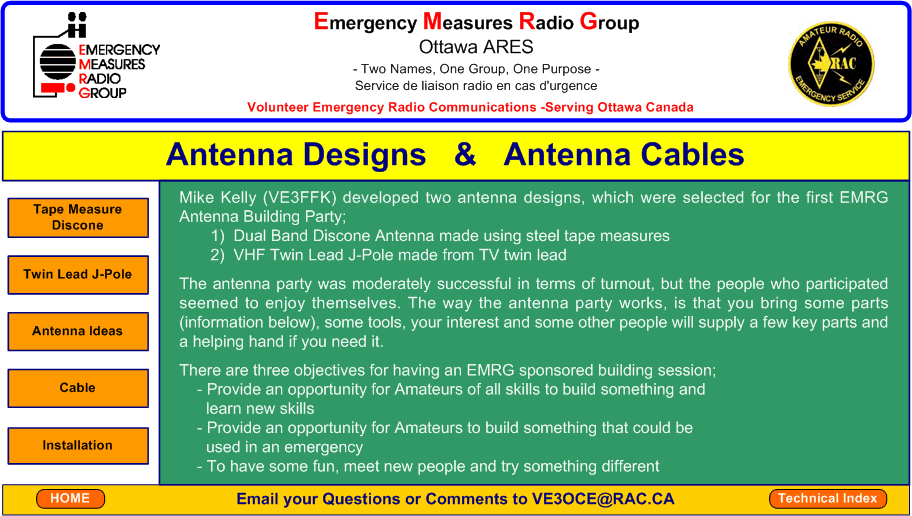 EMERGENCY
MEASURES
RADIO
GROUP
Emergency Measures Radio Group
Ottawa ARES
- Two Names, One Group, One Purpose -
Service de liaison radio en cas d'urgence
Volunteer Emergency Radio Communications -Serving Ottawa Canada
AMATEUR RADIO
RAC
EMERGENCY SERVICE
Antenna Designs & Antenna Cables
Tape Measure
Discone
Twin Lead J-Pole
Antenna Ideas
Cable
Installation
Mike Kelly (VE3FFK) developed two antenna designs, which were selected for the first EMRG
Antenna Building Party;
1) Dual Band Discone Antenna made using steel tape measures
2) VHF Twin Lead J-Pole made from TV twin lead
The antenna party was moderately successful in terms of turnout, but the people who participated
seemed to enjoy themselves. The way the antenna party works, is that you bring some parts
(information below), some tools, your interest and some other people will supply a few key parts and
a helping hand if you need it.
There are three objectives for having an EMRG sponsored building session;
- Provide an opportunity for Amateurs of all skills to build something and
learn new skills
- Provide an opportunity for Amateurs to build something that could be
used in an emergency
- To have some fun, meet new people and try something different
HOME
Email your Questions or Comments to VE3OCE@RAC.CA
Technical Index